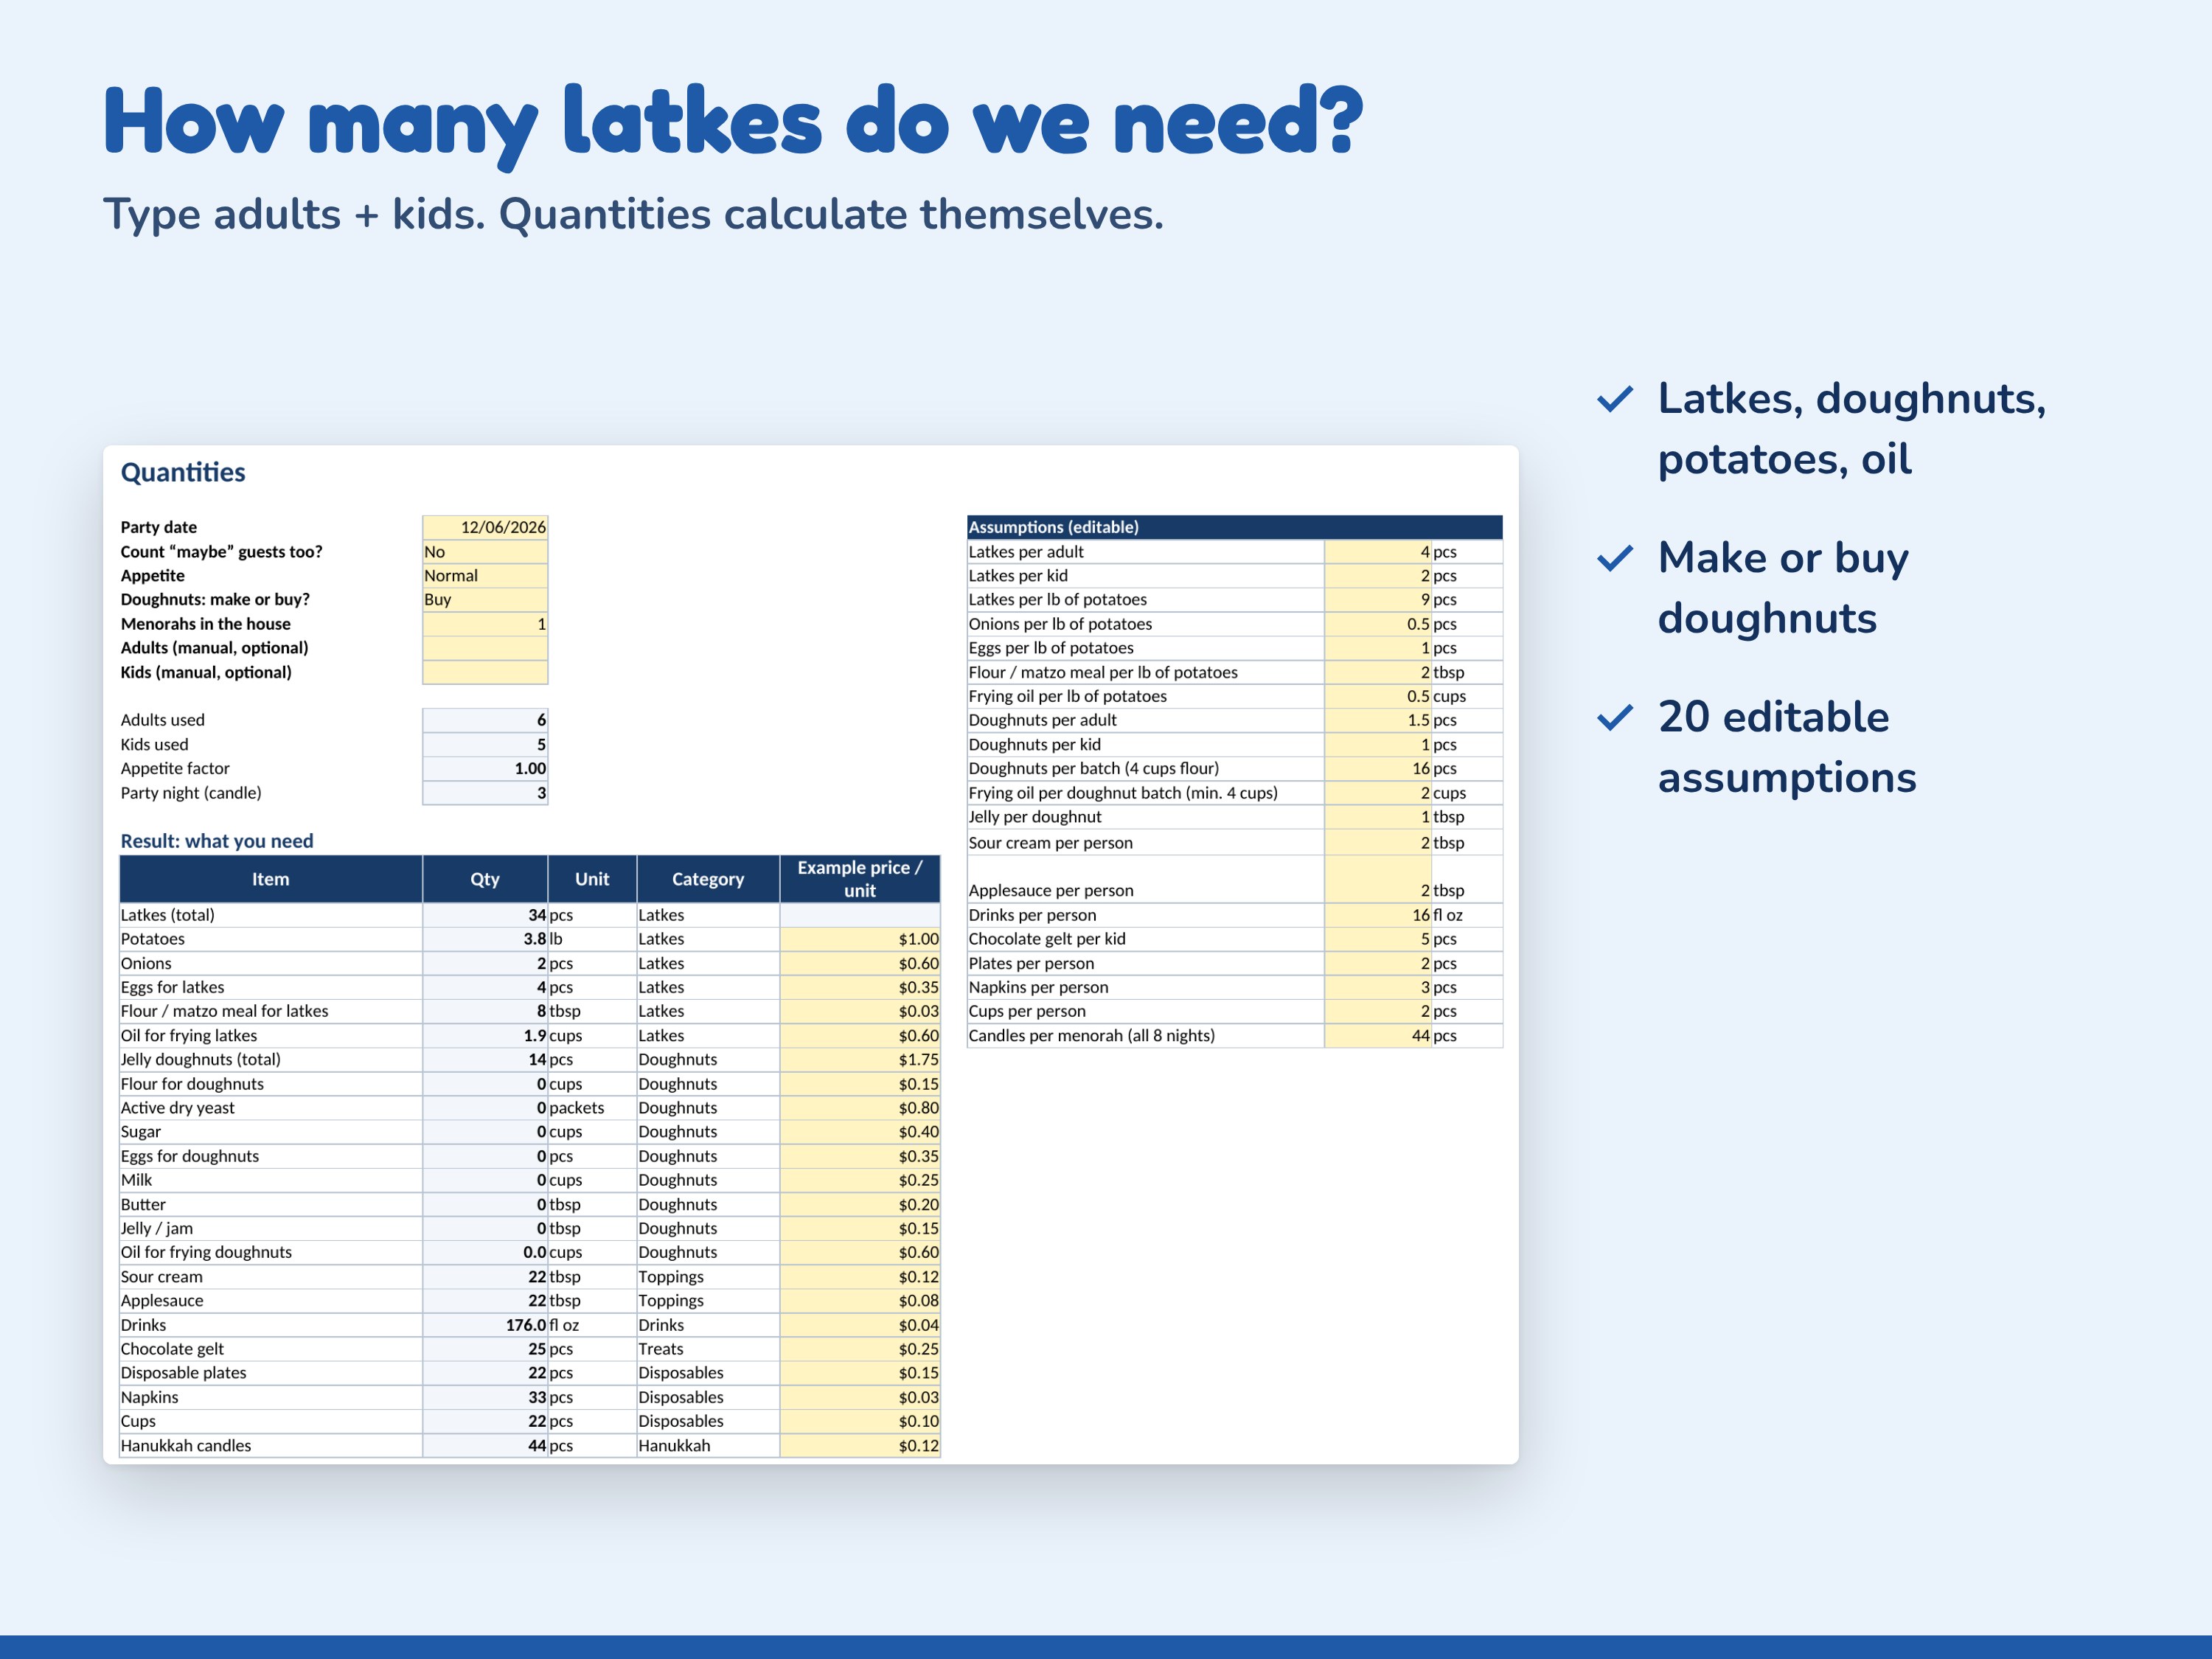 How many latkes do we need?
Type adults + kids. Quantities calculate themselves.
Quantities
Party date 12/06/2026
Count “maybe” guests too? No
Appetite Normal
Doughnuts: make or buy? Buy
Menorahs in the house 1
Adults (manual, optional)
Kids (manual, optional)
Adults used 6
Kids used 5
Appetite factor 1.00
Party night (candle) 3
Result: what you need
Item Qty Unit Category Example price / unit
Latkes (total) 34 pcs Latkes
Potatoes 3.8 lb Latkes $1.00
Onions 2 pcs Latkes $0.60
Eggs for latkes 4 pcs Latkes $0.35
Flour / matzo meal for latkes 8 tbsp Latkes $0.03
Oil for frying latkes 1.9 cups Latkes $0.60
Jelly doughnuts (total) 14 pcs Doughnuts $1.75
Flour for doughnuts 0 cups Doughnuts $0.15
Active dry yeast 0 packets Doughnuts $0.80
Sugar 0 cups Doughnuts $0.40
Eggs for doughnuts 0 pcs Doughnuts $0.35
Milk 0 cups Doughnuts $0.25
Butter 0 tbsp Doughnuts $0.20
Jelly / jam 0 tbsp Doughnuts $0.15
Oil for frying doughnuts 0.0 cups Doughnuts $0.60
Sour cream 22 tbsp Toppings $0.12
Applesauce 22 tbsp Toppings $0.08
Drinks 176.0 fl oz Drinks $0.04
Chocolate gelt 25 pcs Treats $0.25
Disposable plates 22 pcs Disposables $0.15
Napkins 33 pcs Disposables $0.03
Cups 22 pcs Disposables $0.10
Hanukkah candles 44 pcs Hanukkah $0.12
Assumptions (editable)
Latkes per adult 4 pcs
Latkes per kid 2 pcs
Latkes per lb of potatoes 9 pcs
Onions per lb of potatoes 0.5 pcs
Eggs per lb of potatoes 1 pcs
Flour / matzo meal per lb of potatoes 2 tbsp
Frying oil per lb of potatoes 0.5 cups
Doughnuts per adult 1.5 pcs
Doughnuts per kid 1 pcs
Doughnuts per batch (4 cups flour) 16 pcs
Frying oil per doughnut batch (min. 4 cups) 2 cups
Jelly per doughnut 1 tbsp
Sour cream per person 2 tbsp
Applesauce per person 2 tbsp
Drinks per person 16 fl oz
Chocolate gelt per kid 5 pcs
Plates per person 2 pcs
Napkins per person 3 pcs
Cups per person 2 pcs
Candles per menorah (all 8 nights) 44 pcs
Latkes, doughnuts,
potatoes, oil
Make or buy
doughnuts
20 editable
assumptions